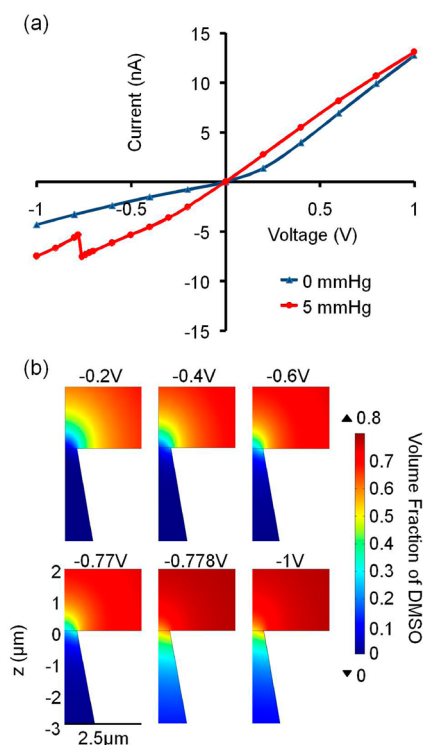 (a)
Current (nA)
15
10
5
-1
-0.5
0
0.5
1
Voltage (V)
-5
-10
-15
0 mmHg
5 mmHg
(b)
-0.2V
-0.4V
-0.6V
-0.77V
-0.778V
-1V
z (µm)
2
1
0
-1
-2
-3
2.5µm
0.8
0.7
0.6
0.5
0.4
0.3
0.2
0.1
0
0
Volume Fraction of DMSO